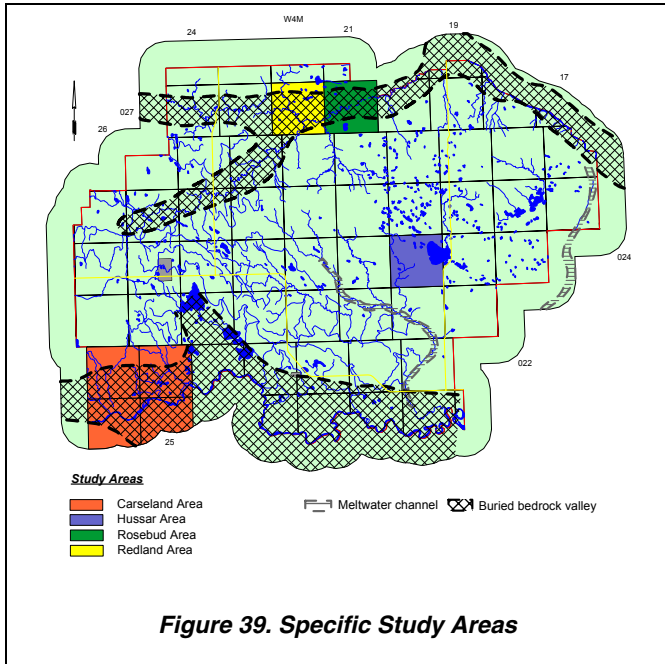 W4M
24
21
19
17
027
26
024
022
25
Study Areas
Carseland Area
Hussar Area
Rosebud Area
Redland Area
Meltwater channel
Buried bedrock valley
Figure 39. Specific Study Areas